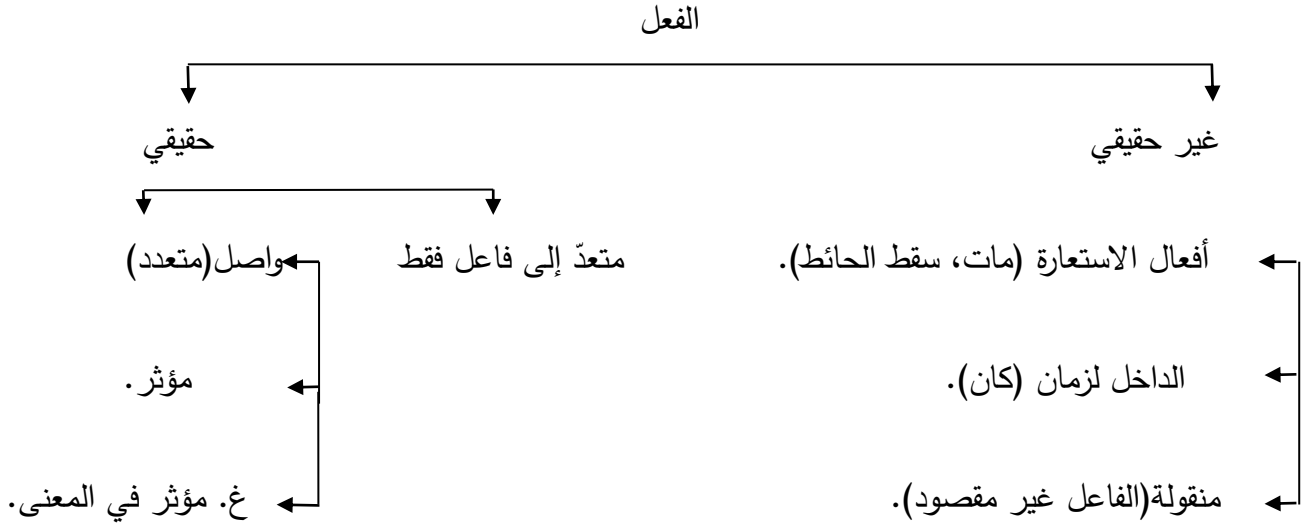 الفعل
غير حقيقي حقيقي
أفعال الاستعارة (مات، سقط الحائط). متعدّ إلى فاعل فقط واصل(متعدد)
الداخل لزمان (كان). مؤثر.
منقولة(الفاعل غير مقصود). غ. مؤثر في المعنى.